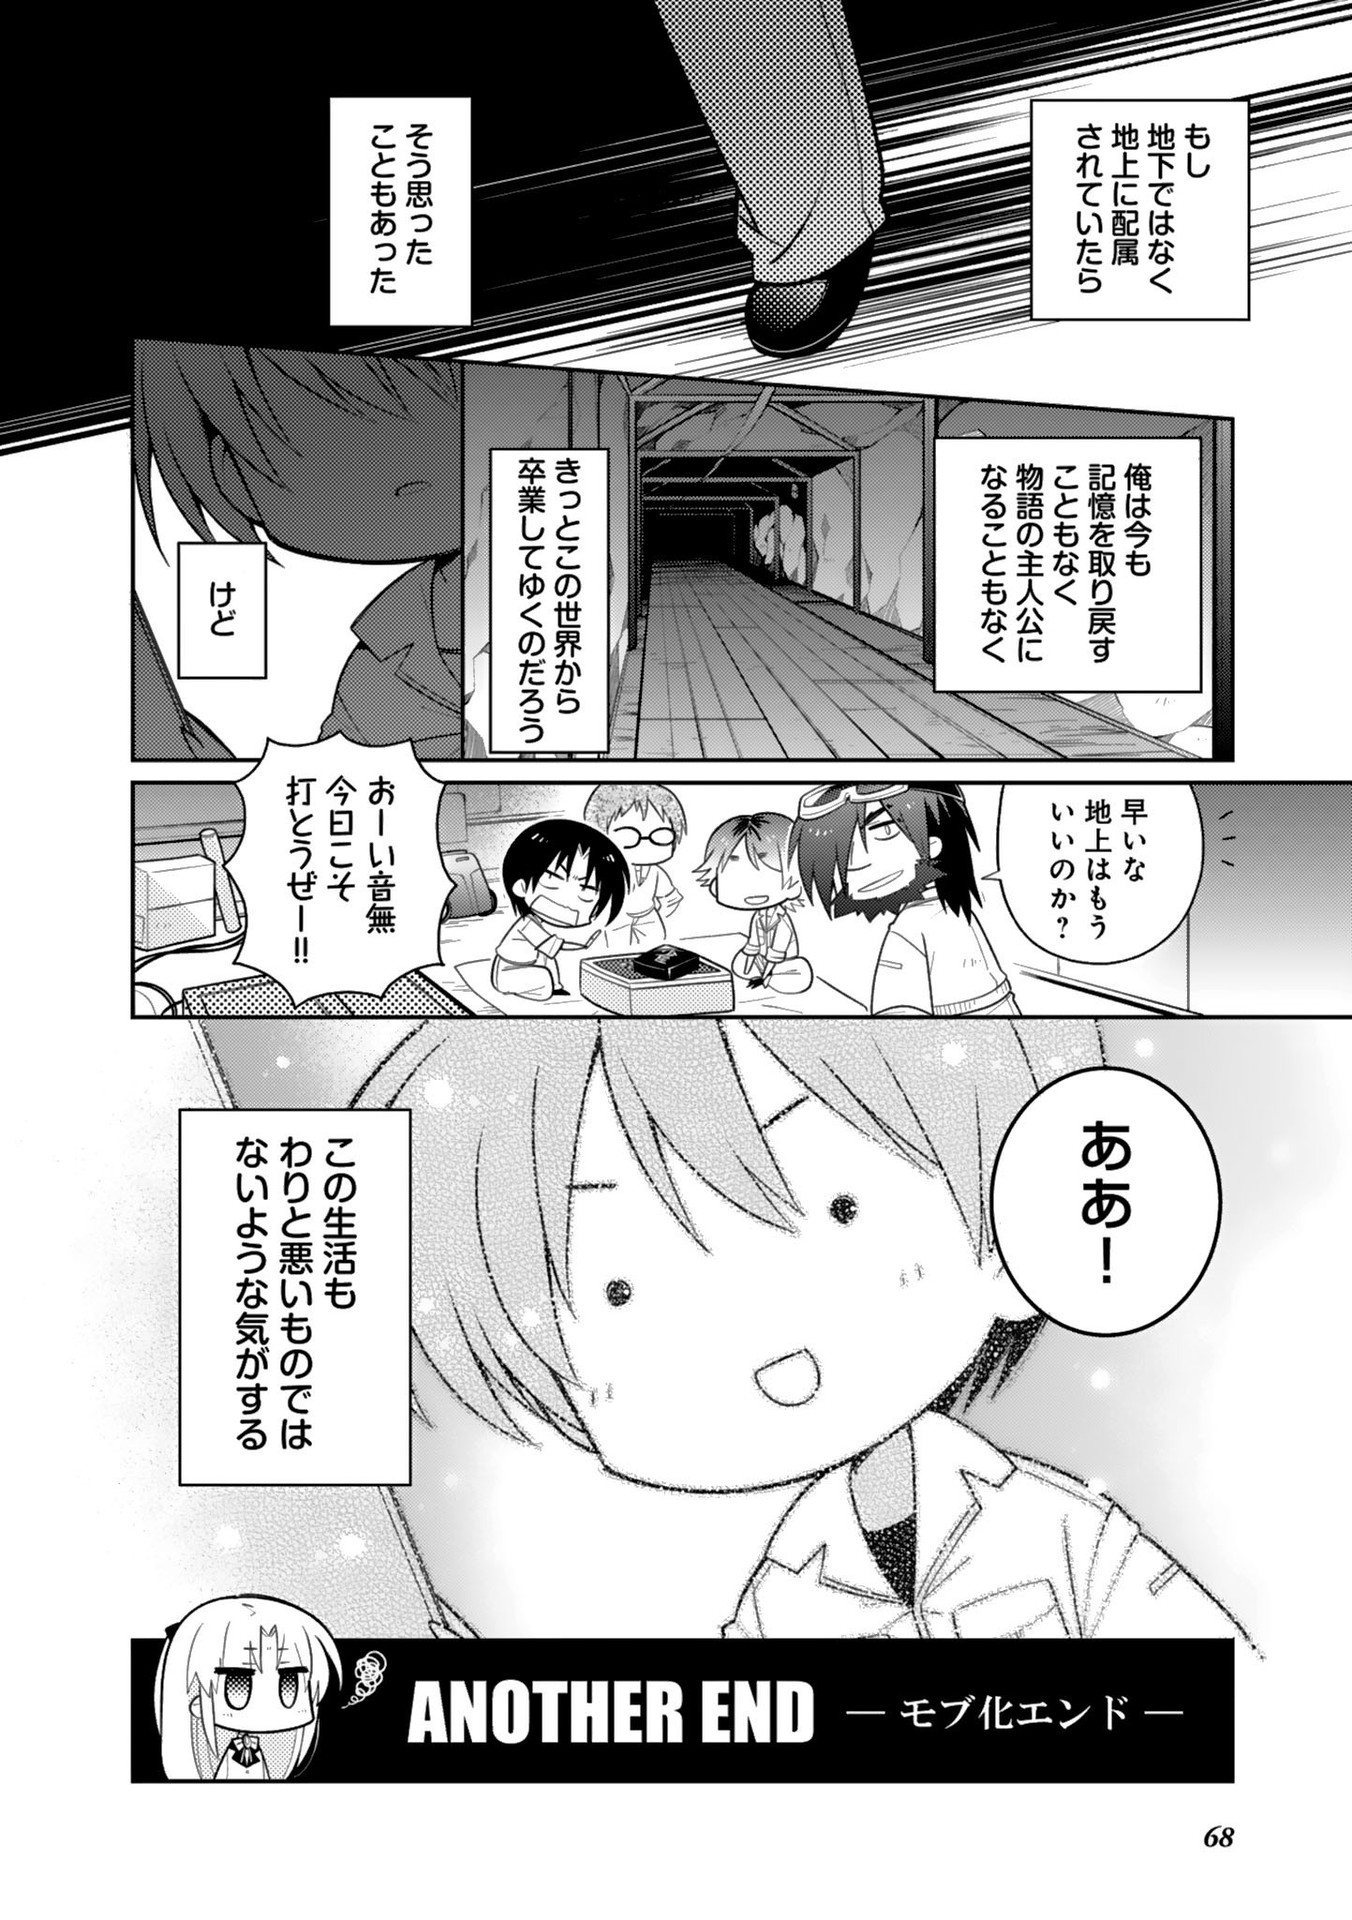 もし
地下ではなく
地上に配属
されていたら
そう思った
こともあった
俺は今も
記憶を取り戻す
こともなく
物語の主人公に
なることもなく
きっとこの世界から
卒業してゆくのだろう
けど
早いな
地上はもう
いいのか？
おーい音無
今日こそ
打とうぜー!!
ああ！
この生活も
わりと悪いものでは
ないような気がする
ANOTHER END ―モブ化エンド―
68